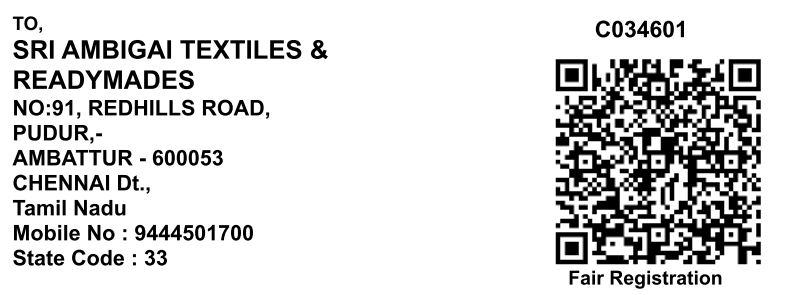 TO,
SRI AMBIGAI TEXTILES &
READYMADES
NO:91, REDHILLS ROAD,
PUDUR,-
AMBATTUR - 600053
CHENNAI Dt.,
Tamil Nadu
Mobile No : 9444501700
State Code : 33
C034601
Fair Registration